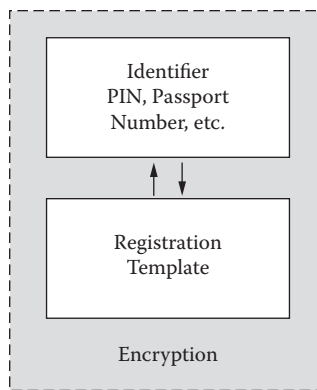 Identifier
PIN, Passport
Number, etc.
Registration
Template
Encryption